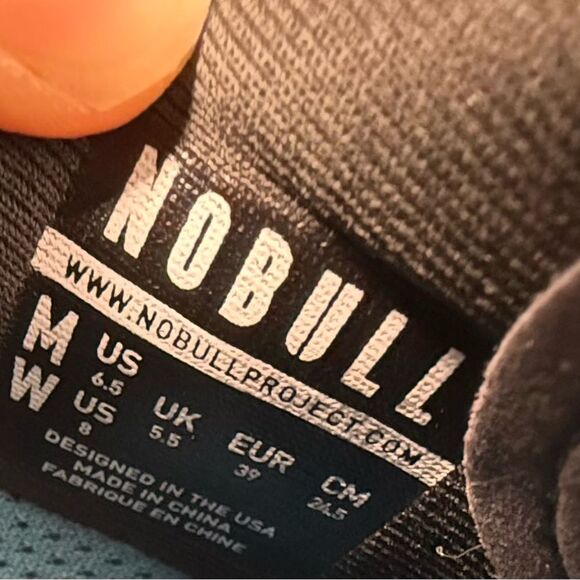 NOBULL
WWW.NOBULLPROJECT.COM
M US 6.5
W US 8
UK 5.5
EUR 39
CM 24.5
DESIGNED IN THE USA
MADE IN CHINA
FABRIQUE EN CHINE